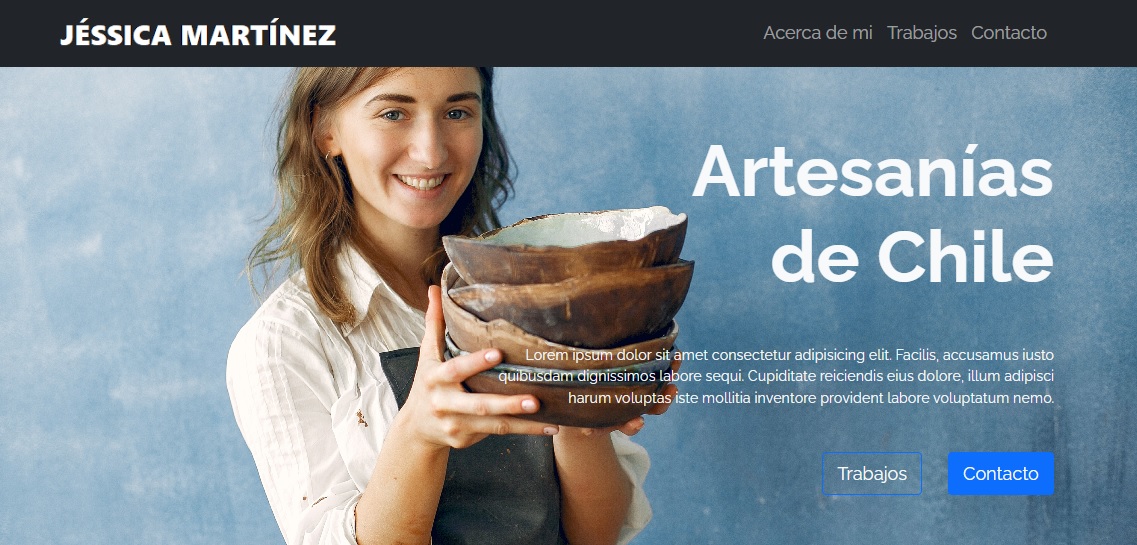 JÉSSICA MARTÍNEZ
Acerca de mi Trabajos Contacto
Artesanías
de Chile
Lorem ipsum dolor sit amet consectetur adipisicing elit. Facilis, accusamus iusto
quibusdam dignissimos labore sequi. Cupiditate reiciendis eius dolore, illum adipisci
harum voluptas iste mollitia inventore provident labore voluptatum nemo.
Trabajos Contacto